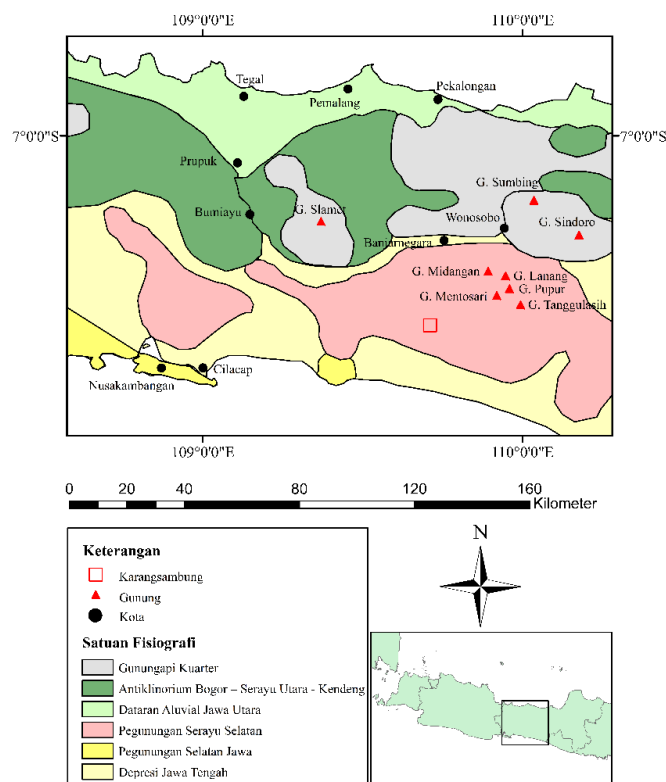 109°0'0"E 110°0'0"E
Tegal
Pemalang
Pekalongan
7°0'0"S 7°0'0"S
Prupuk
G. Sumbing
Bumiayu
G. Slamet
Wonosobo
G. Sindoro
Banjarnegara
G. Midangan
G. Lanang
G. Pupur
G. Mentosari
G. Tanggulasih
Nusakambangan
Cilacap
109°0'0"E 110°0'0"E
0 20 40 80 120 160
Kilometer
Keterangan
Karangsambung
Gunung
Kota
Satuan Fisiografi
Gunungapi Kuarter
Antiklinorium Bogor – Serayu Utara - Kendeng
Dataran Aluvial Jawa Utara
Pegunungan Serayu Selatan
Pegunungan Selatan Jawa
Depresi Jawa Tengah
N